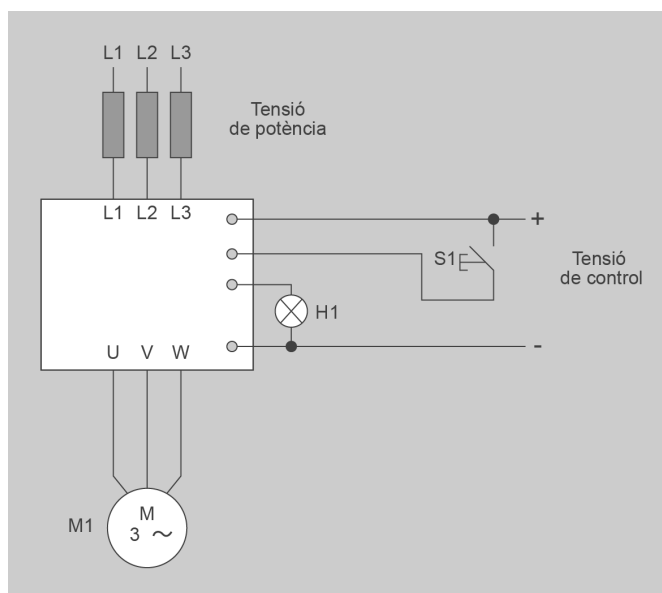 L1 L2 L3
Tensió
de potència
L1 L2 L3
+
S1
Tensió
de control
H1
-
U V W
M1
M
3 ~